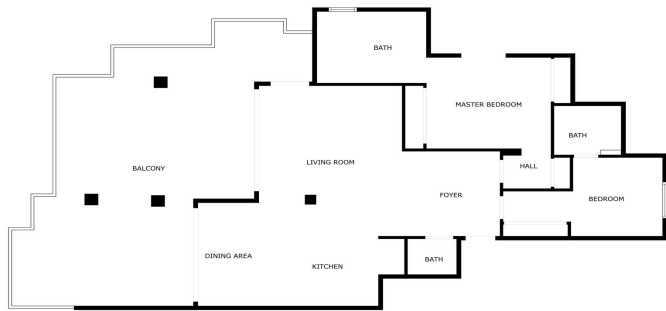 BATH
MASTER BEDROOM
BATH
LIVING ROOM
HALL
BALCONY
FOYER
BEDROOM
DINING AREA
KITCHEN
BATH